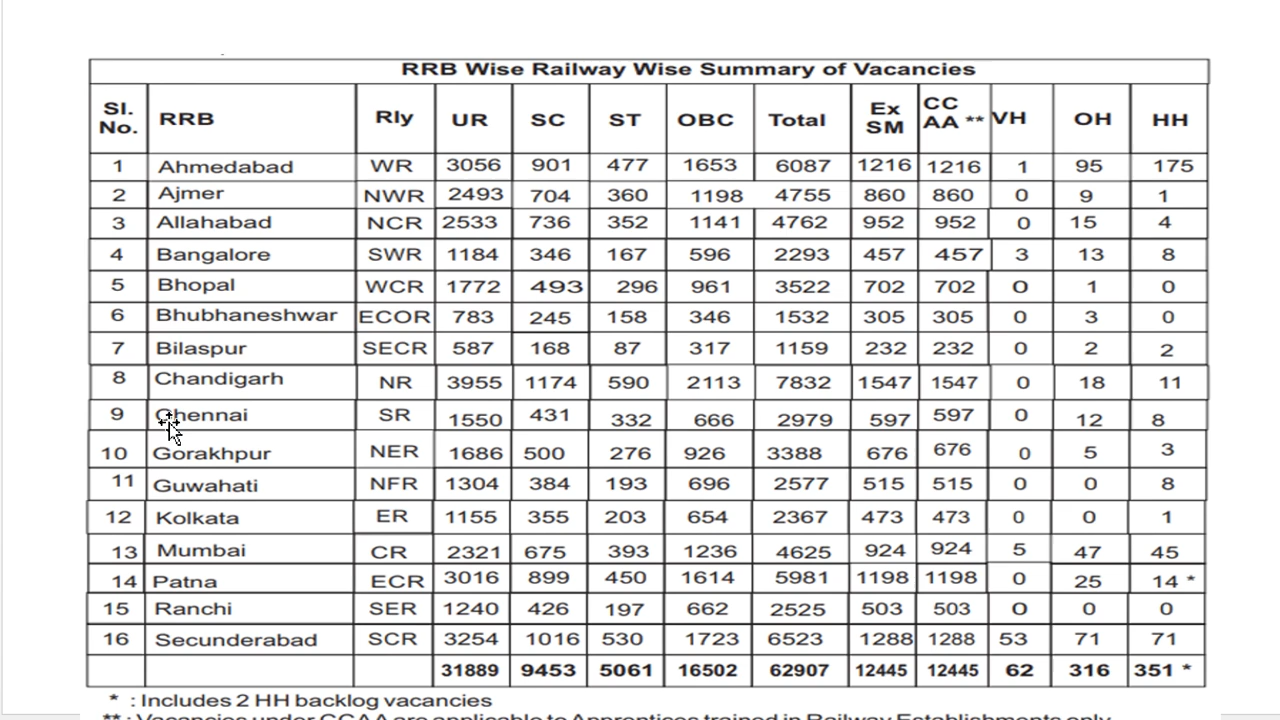 RRB Wise Railway Wise Summary of Vacancies
Sl. No. RRB Rly UR SC ST OBC Total Ex SM CC AA ** VH OH HH
1 Ahmedabad WR 3056 901 477 1653 6087 1216 1216 1 95 175
2 Ajmer NWR 2493 704 360 1198 4755 860 860 0 9 1
3 Allahabad NCR 2533 736 352 1141 4762 952 952 0 15 4
4 Bangalore SWR 1184 346 167 596 2293 457 457 3 13 8
5 Bhopal WCR 1772 493 296 961 3522 702 702 0 1 0
6 Bhubhaneshwar ECOR 783 245 158 346 1532 305 305 0 3 0
7 Bilaspur SECR 587 168 87 317 1159 232 232 0 2 2
8 Chandigarh NR 3955 1174 590 2113 7832 1547 1547 0 18 11
9 Chennai SR 1550 431 332 666 2979 597 597 0 12 8
10 Gorakhpur NER 1686 500 276 926 3388 676 676 0 5 3
11 Guwahati NFR 1304 384 193 696 2577 515 515 0 0 8
12 Kolkata ER 1155 355 203 654 2367 473 473 0 0 1
13 Mumbai CR 2321 675 393 1236 4625 924 924 5 47 45
14 Patna ECR 3016 899 450 1614 5981 1198 1198 0 25 14 *
15 Ranchi SER 1240 426 197 662 2525 503 503 0 0 0
16 Secunderabad SCR 3254 1016 530 1723 6523 1288 1288 53 71 71
31889 9453 5061 16502 62907 12445 12445 62 316 351 *
* : Includes 2 HH backlog vacancies
** : Vacancies under CCAA are applicable to Apprentices trained in Railway Establishments only